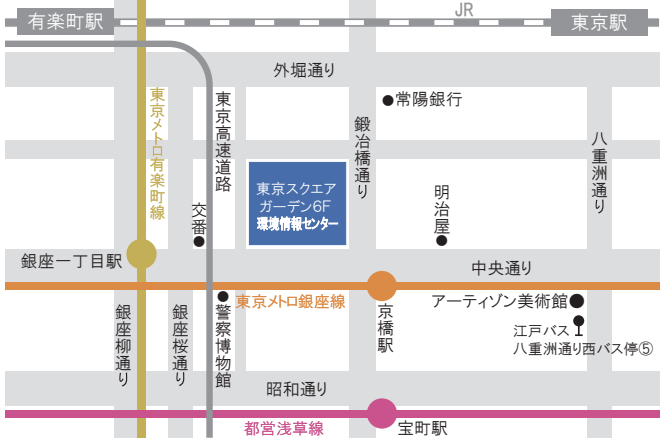 有楽町駅
JR
東京駅
外堀通り
東京メトロ有楽町線
東京高速道路
常陽銀行
鍛冶橋通り
八重洲通り
東京スクエア
ガーデン6F
環境情報センター
交番
明治屋
銀座一丁目駅
中央通り
東京メトロ銀座線
アーティゾン美術館
京橋駅
江戸バス
八重洲通り西バス停⑤
銀座柳通り
銀座桜通り
警察博物館
昭和通り
都営浅草線
宝町駅